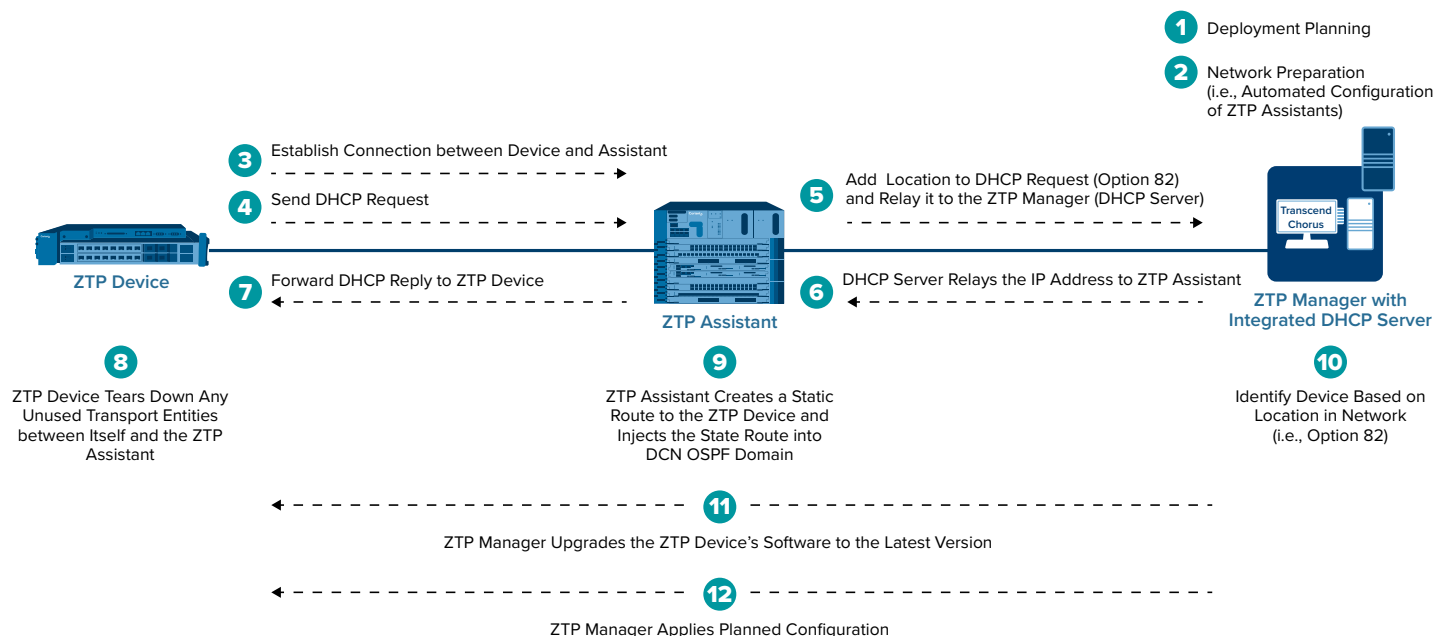 1 Deployment Planning
2 Network Preparation
(i.e., Automated Configuration
of ZTP Assistants)
3 Establish Connection between Device and Assistant
4 Send DHCP Request
5 Add Location to DHCP Request (Option 82)
and Relay it to the ZTP Manager (DHCP Server)
Transcend
Chorus
ZTP Device
7 Forward DHCP Reply to ZTP Device
6 DHCP Server Relays the IP Address to ZTP Assistant
ZTP Assistant
ZTP Manager with
Integrated DHCP Server
8
ZTP Device Tears Down Any
Unused Transport Entities
between Itself and the ZTP
Assistant
9
ZTP Assistant Creates a Static
Route to the ZTP Device and
Injects the State Route into
DCN OSPF Domain
10
Identify Device Based on
Location in Network
(i.e., Option 82)
11
ZTP Manager Upgrades the ZTP Device's Software to the Latest Version
12
ZTP Manager Applies Planned Configuration